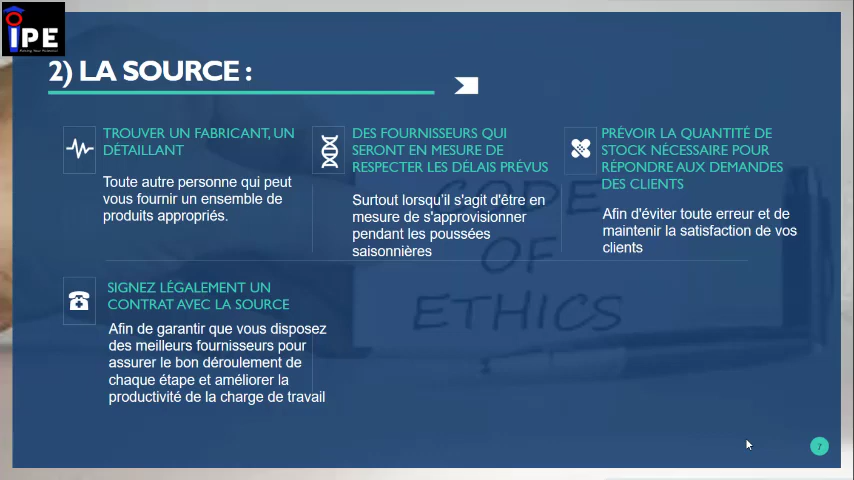 IPE
2) LA SOURCE :
TROUVER UN FABRICANT, UN
DÉTAILLANT
Toute autre personne qui peut
vous fournir un ensemble de
produits appropriés.
DES FOURNISSEURS QUI
SERONT EN MESURE DE
RESPECTER LES DÉLAIS PRÉVUS
Surtout lorsqu'il s'agit d'être en
mesure de s'approvisionner
pendant les poussées
saisonnières
PRÉVOIR LA QUANTITÉ DE
STOCK NÉCESSAIRE POUR
RÉPONDRE AUX DEMANDES
DES CLIENTS
Afin d'éviter toute erreur et de
maintenir la satisfaction de vos
clients
SIGNEZ LÉGALEMENT UN
CONTRAT AVEC LA SOURCE
Afin de garantir que vous disposez
des meilleurs fournisseurs pour
assurer le bon déroulement de
chaque étape et améliorer la
productivité de la charge de travail
CODE
OF
ETHICS
7